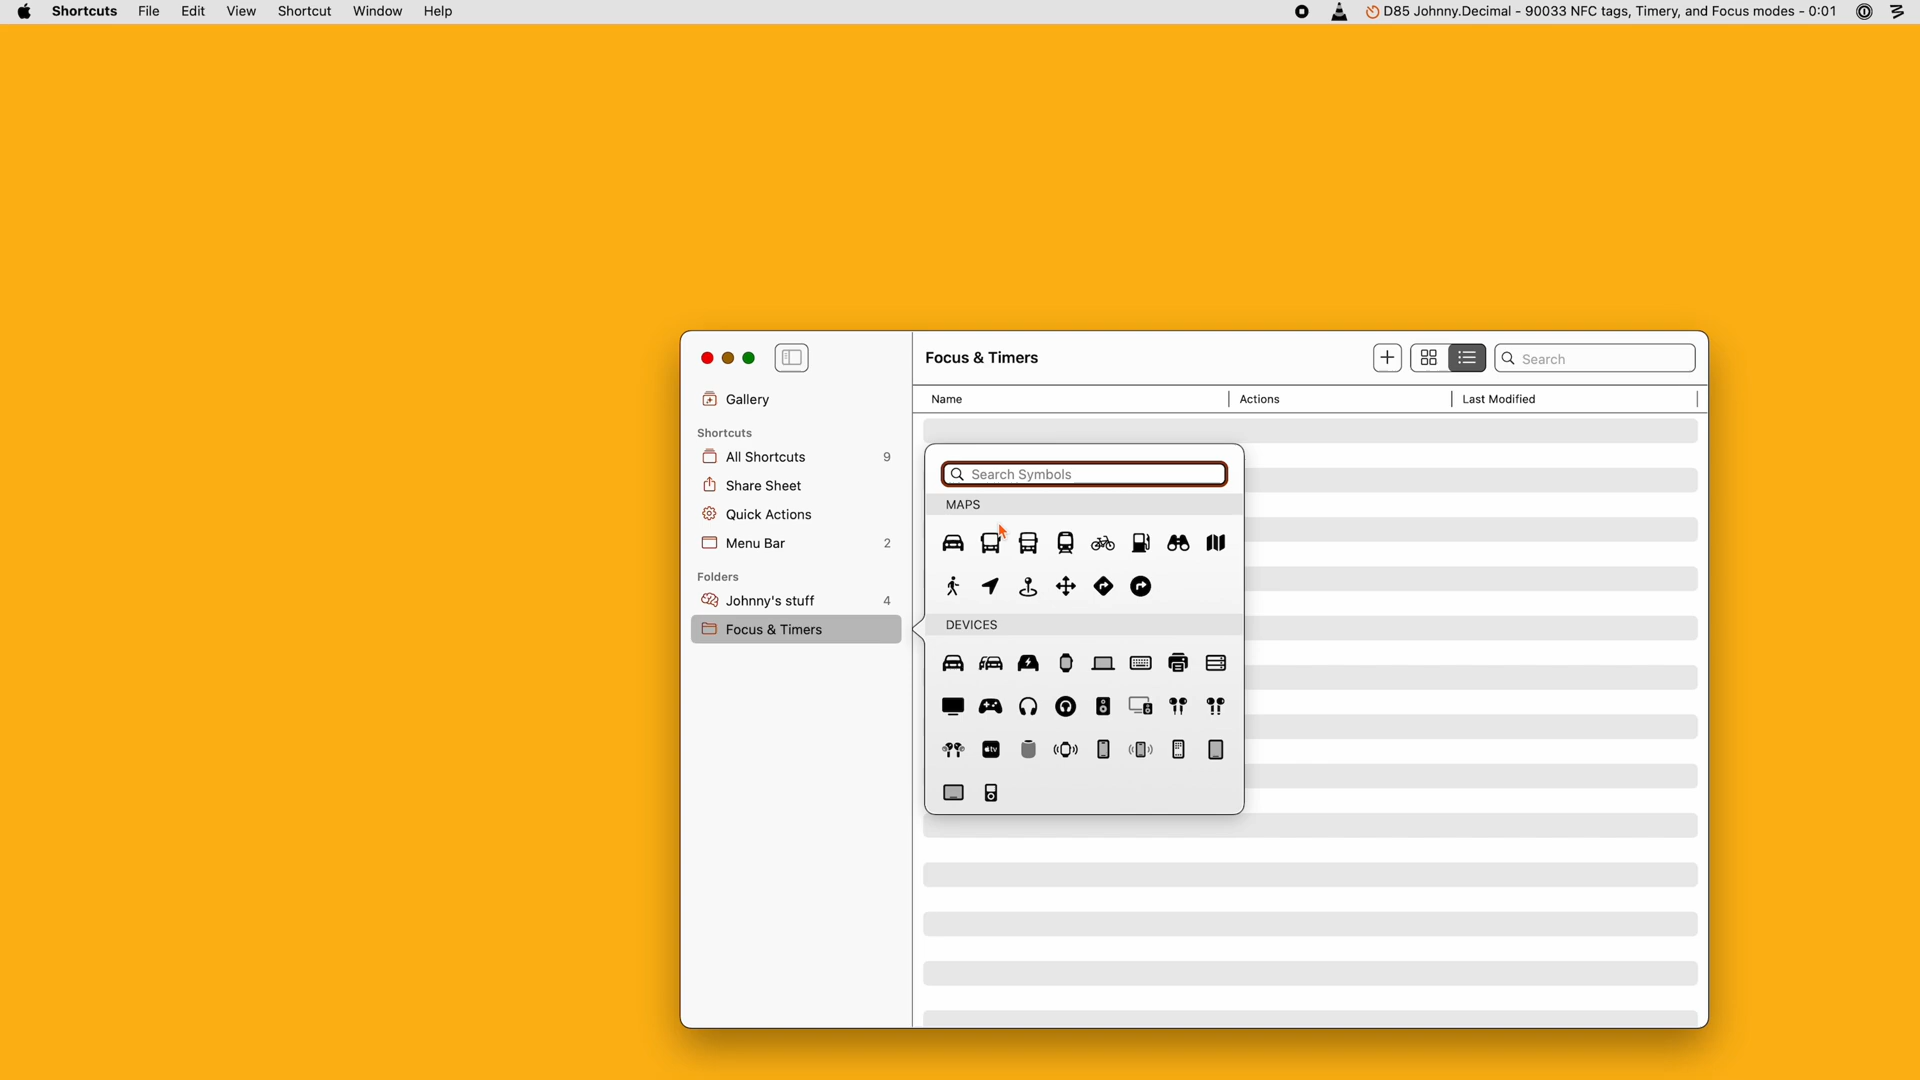 Shortcuts File Edit View Shortcut Window Help D85 Johnny.Decimal - 90033 NFC tags, Timery, and Focus modes - 0:01
Focus & Timers
Search
Gallery
Name Actions Last Modified
Shortcuts
All Shortcuts 9
Share Sheet
Quick Actions
Menu Bar 2
Folders
Johnny's stuff 4
Focus & Timers
Search Symbols
MAPS
DEVICES
tv